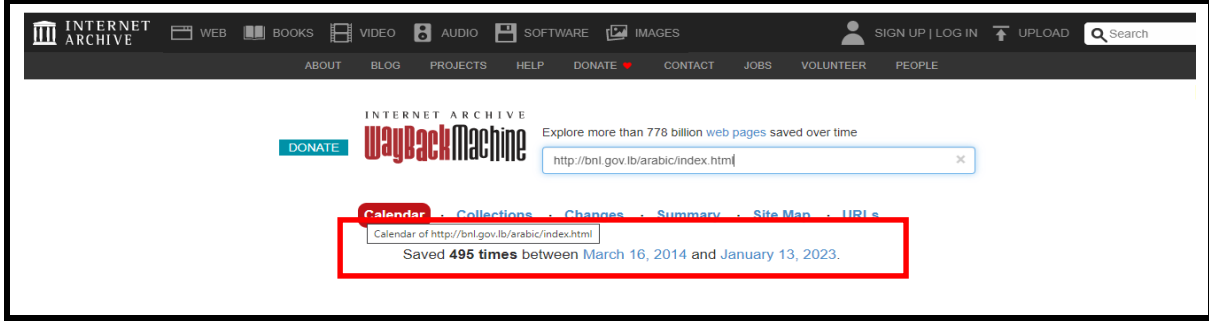 INTERNET ARCHIVE WEB BOOKS VIDEO AUDIO SOFTWARE IMAGES SIGN UP | LOG IN UPLOAD Search
ABOUT BLOG PROJECTS HELP DONATE CONTACT JOBS VOLUNTEER PEOPLE
INTERNET ARCHIVE
DONATE WayBackMachine Explore more than 778 billion web pages saved over time
http://bnl.gov.lb/arabic/index.html ×
Calendar · Collections · Changes · Summary · Site Map · URLs
Calendar of http://bnl.gov.lb/arabic/index.html
Saved 495 times between March 16, 2014 and January 13, 2023.